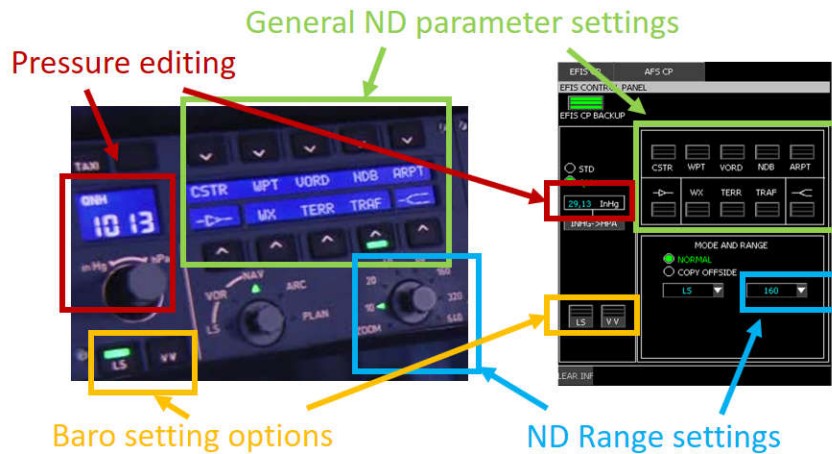 General ND parameter settings
Pressure editing
TAXI
QNH
1013
in Hg
hPa
CSTR WPT VORD NDB ARPT
WX TERR TRAF
LS
VOR
NAV
ARC
PLAN
ZOOM
10
20
160
320
640
LS
VV
EFIS CP
AFS CP
EFIS CONTROL PANEL
EFIS CP BACKUP
STD
29,13 InHg
INHG->HPA
CSTR WPT VORD NDB ARPT
WX TERR TRAF
MODE AND RANGE
NORMAL
COPY OFFSIDE
LS
160
LS VV
LEAR INF
Baro setting options
ND Range settings